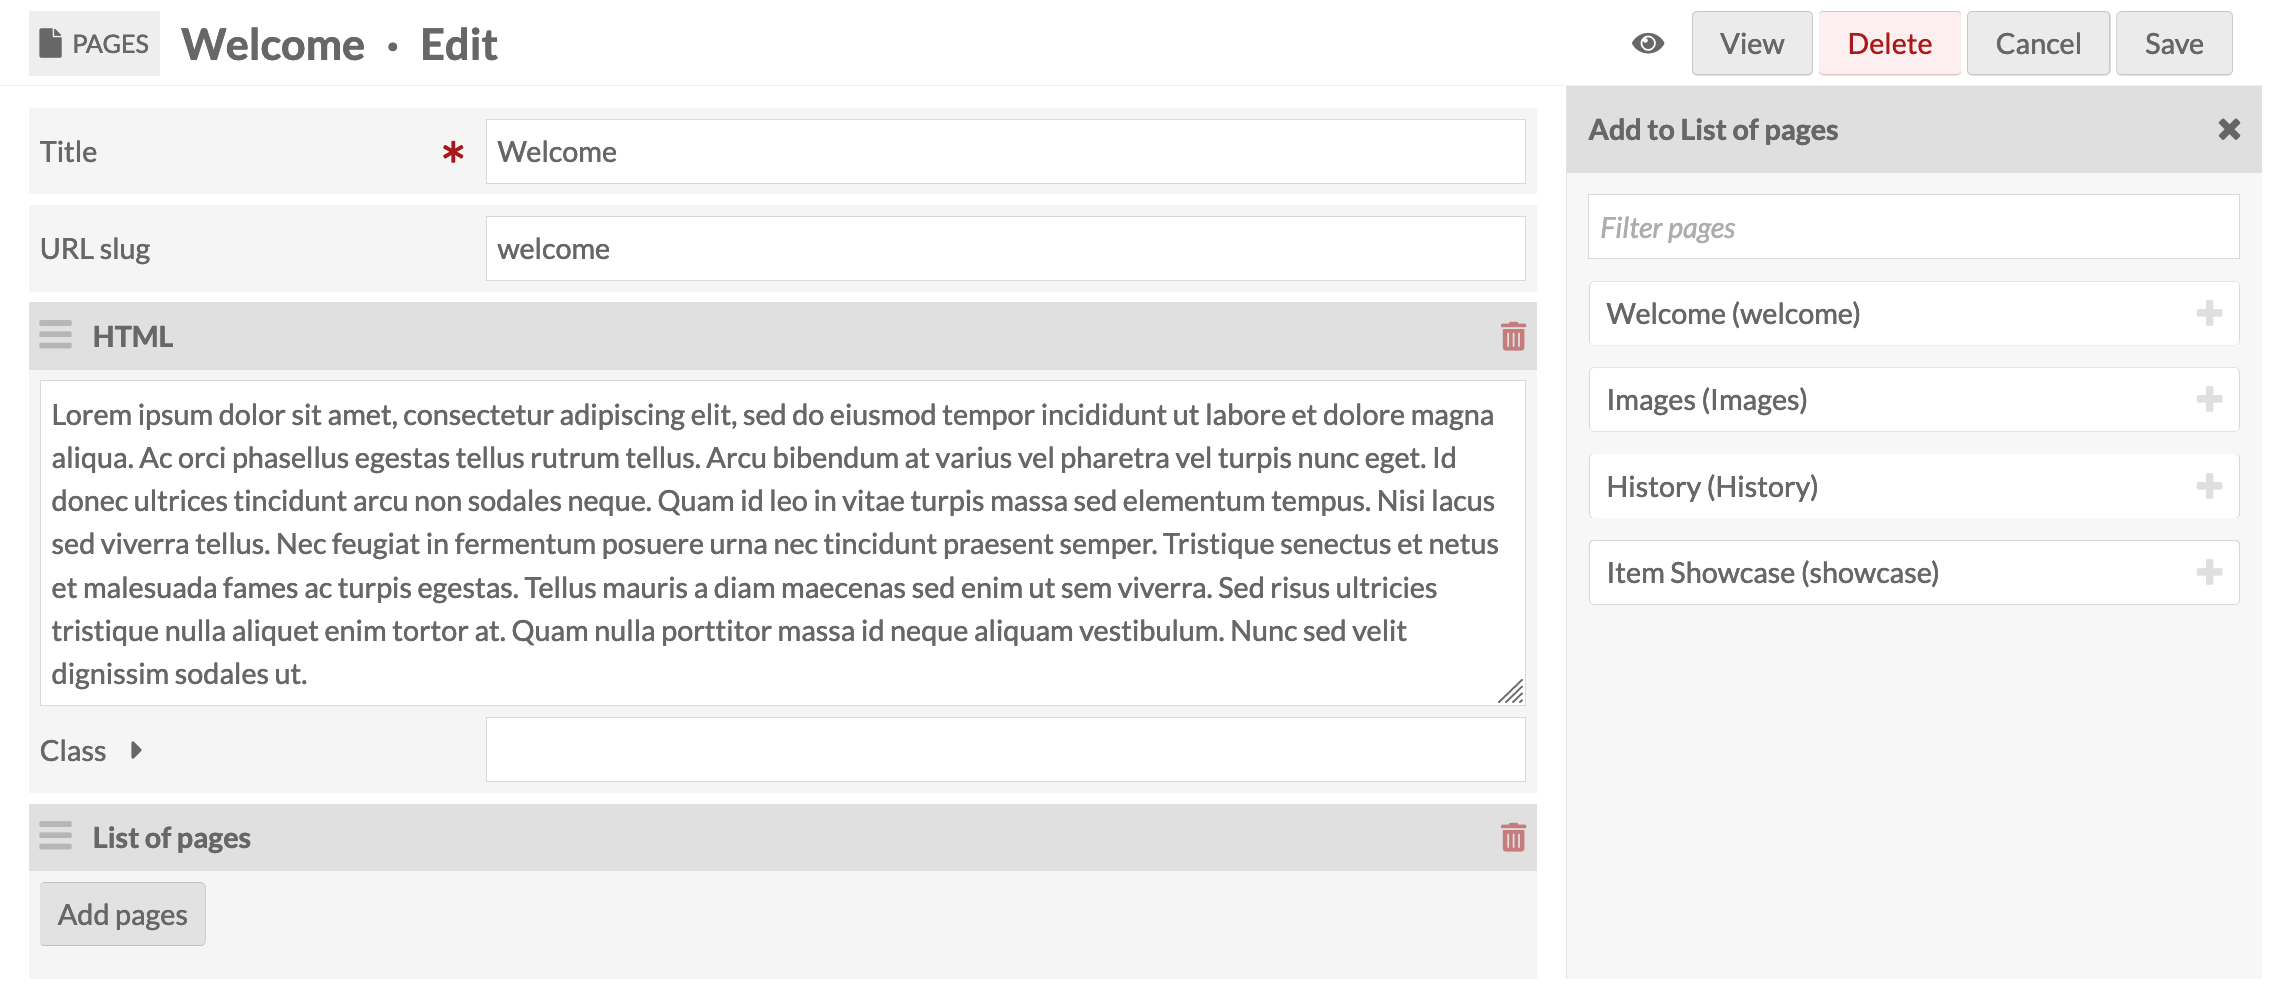 PAGES Welcome · Edit
View Delete Cancel Save
Title * Welcome
URL slug welcome
HTML
Lorem ipsum dolor sit amet, consectetur adipiscing elit, sed do eiusmod tempor incididunt ut labore et dolore magna
aliqua. Ac orci phasellus egestas tellus rutrum tellus. Arcu bibendum at varius vel pharetra vel turpis nunc eget. Id
donec ultrices tincidunt arcu non sodales neque. Quam id leo in vitae turpis massa sed elementum tempus. Nisi lacus
sed viverra tellus. Nec feugiat in fermentum posuere urna nec tincidunt praesent semper. Tristique senectus et netus
et malesuada fames ac turpis egestas. Tellus mauris a diam maecenas sed enim ut sem viverra. Sed risus ultricies
tristique nulla aliquet enim tortor at. Quam nulla porttitor massa id neque aliquam vestibulum. Nunc sed velit
dignissim sodales ut.
Class
List of pages
Add pages
Add to List of pages
Filter pages
Welcome (welcome)
Images (Images)
History (History)
Item Showcase (showcase)